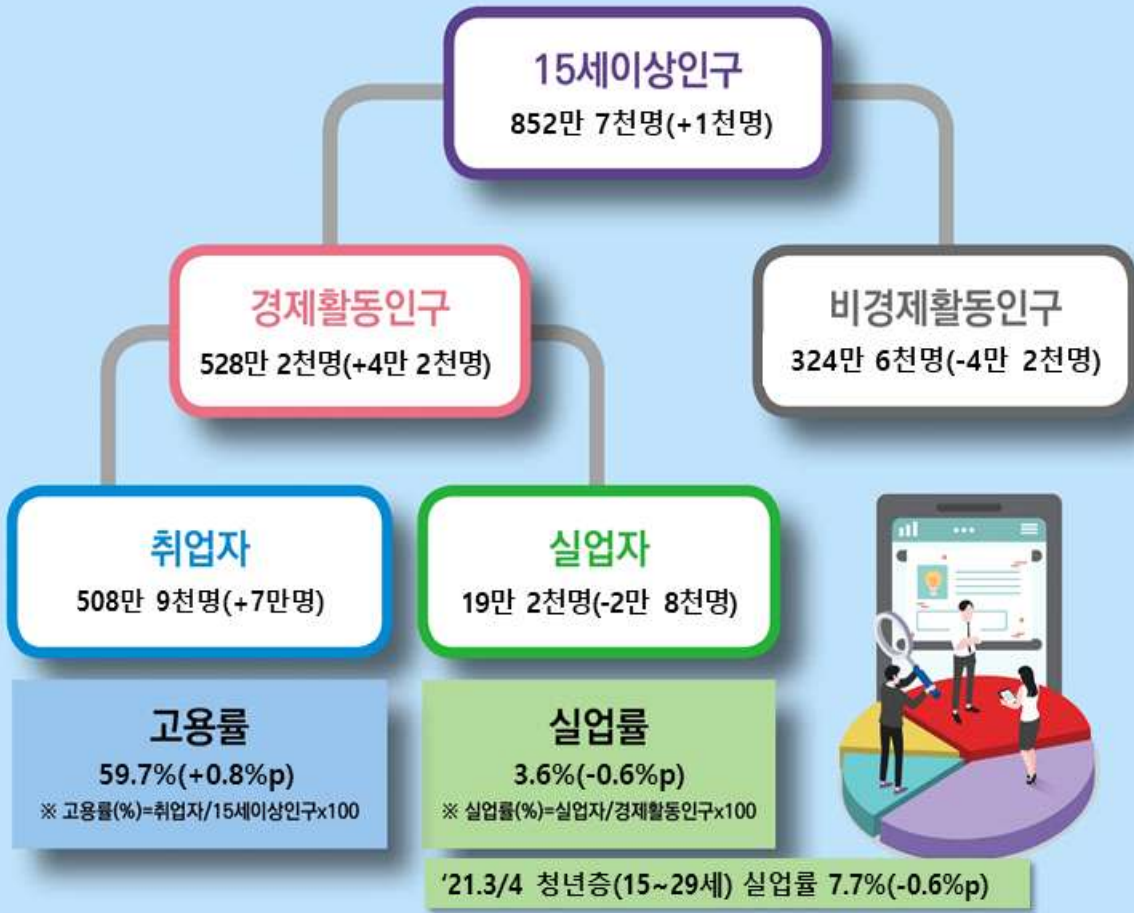 15세이상인구
852만 7천명(+1천명)
경제활동인구
528만 2천명(+4만 2천명)
비경제활동인구
324만 6천명(-4만 2천명)
취업자
508만 9천명(+7만명)
실업자
19만 2천명(-2만 8천명)
고용률
59.7%(+0.8%p)
※ 고용률(%)=취업자/15세이상인구x100
실업률
3.6%(-0.6%p)
※ 실업률(%)=실업자/경제활동인구x100
‘21.3/4 청년층(15~29세) 실업률 7.7%(-0.6%p)